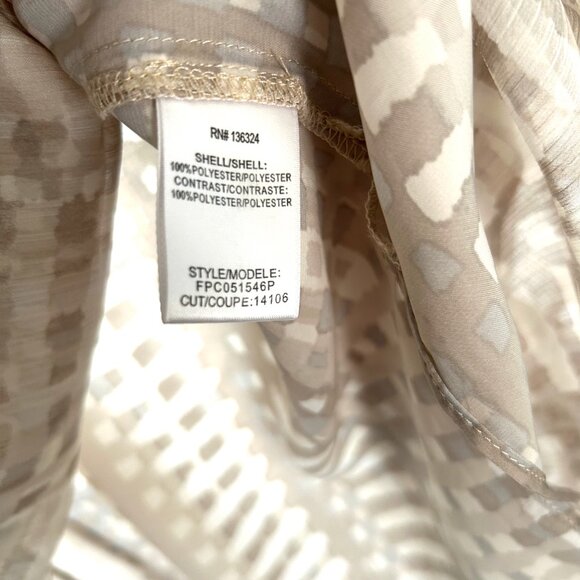 RN# 136324
SHELL/SHELL:
100%POLYESTER/POLYESTER
CONTRAST/CONTRASTE:
100%POLYESTER/POLYESTER
STYLE/MODELE:
FPC051546P
CUT/COUPE:14106